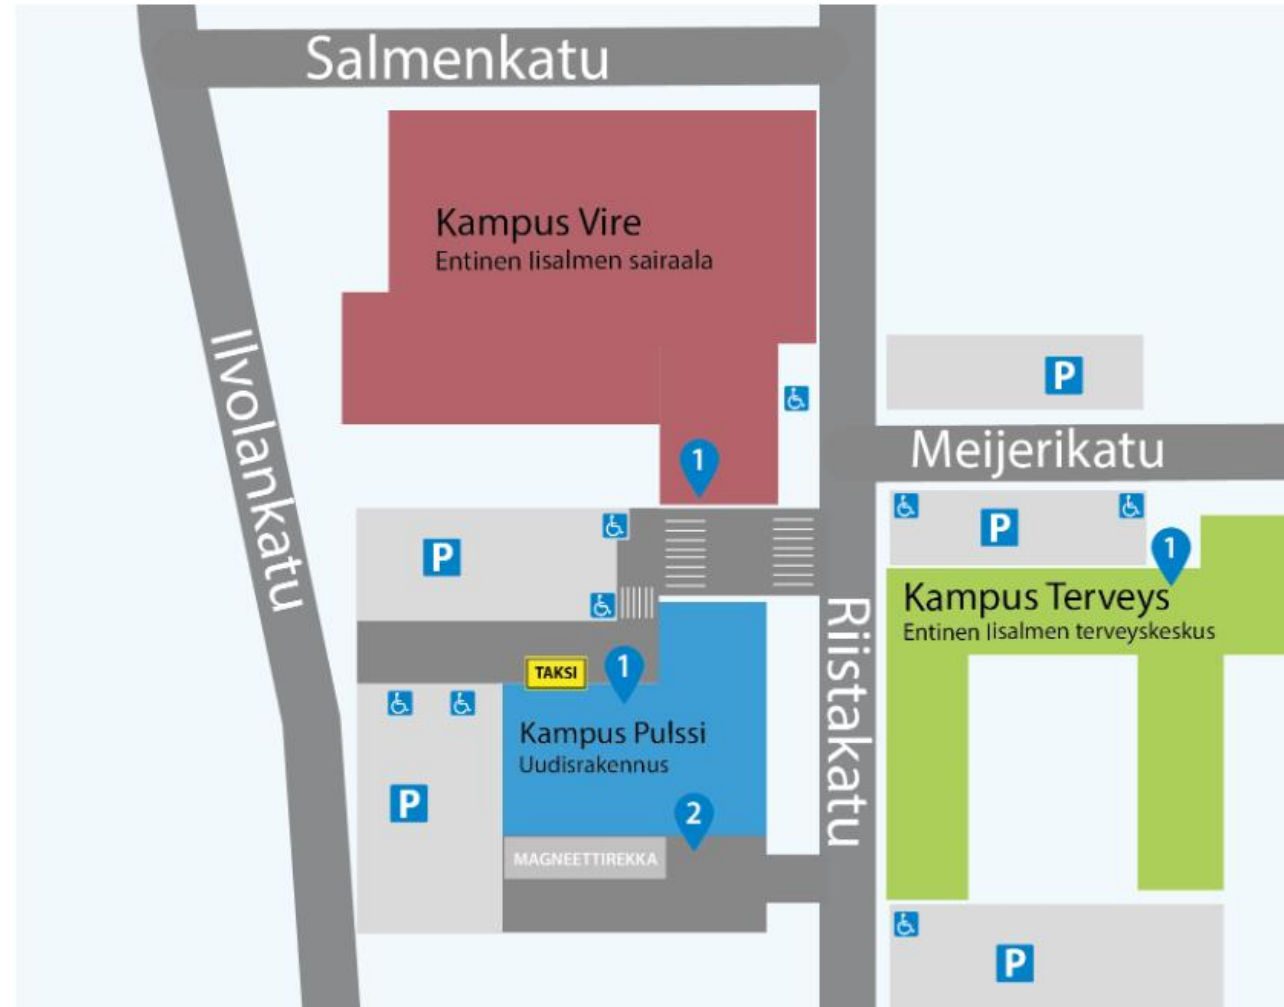 Salmenkatu
Kampus Vire
Entinen Iisalmen sairaala
Ilvolankatu
P
Meijerikatu
1
P
P
1
Kampus Terveys
Entinen Iisalmen terveyskeskus
Riistakatu
TAKSI
1
Kampus Pulssi
Uudisrakennus
P
2
MAGNEETTIREKKA
P